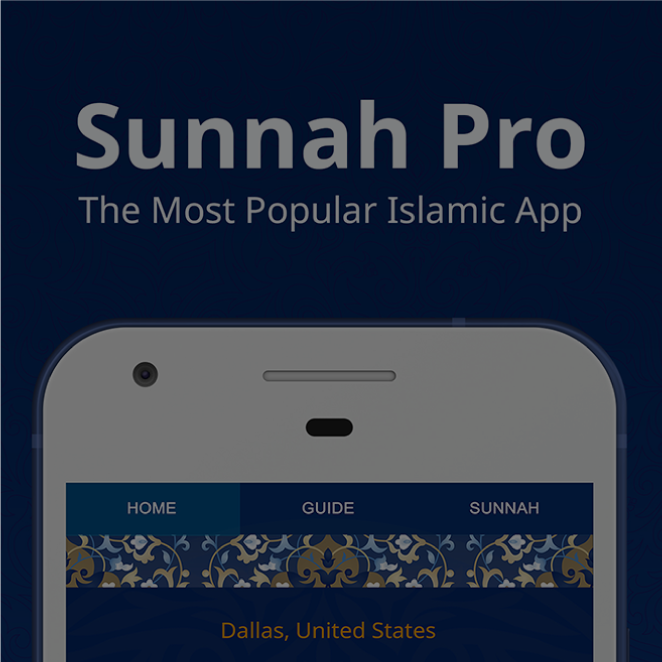 Sunnah Pro
The Most Popular Islamic App
HOME GUIDE SUNNAH
Dallas, United States